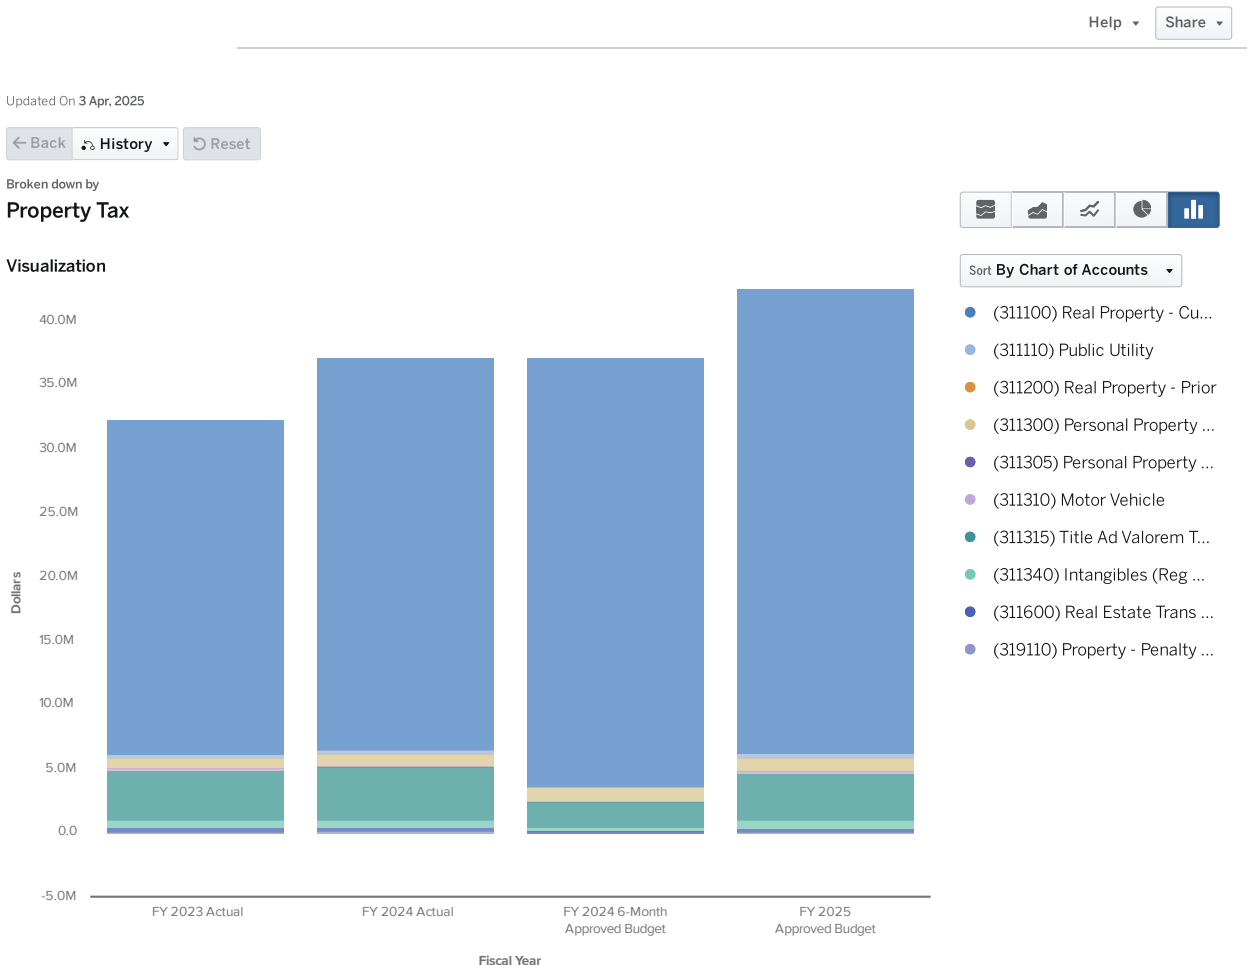 Help
Share
Updated On 3 Apr, 2025
Back
History
Reset
Broken down by
Property Tax
Visualization
Sort By Chart of Accounts
(311100) Real Property - Cu...
(311110) Public Utility
(311200) Real Property - Prior
(311300) Personal Property ...
(311305) Personal Property ...
(311310) Motor Vehicle
(311315) Title Ad Valorem T...
(311340) Intangibles (Reg ...
(311600) Real Estate Trans ...
(319110) Property - Penalty ...
Dollars
40.0M
35.0M
30.0M
25.0M
20.0M
15.0M
10.0M
5.0M
0.0
-5.0M
FY 2023 Actual
FY 2024 Actual
FY 2024 6-Month
Approved Budget
FY 2025
Approved Budget
Fiscal Year